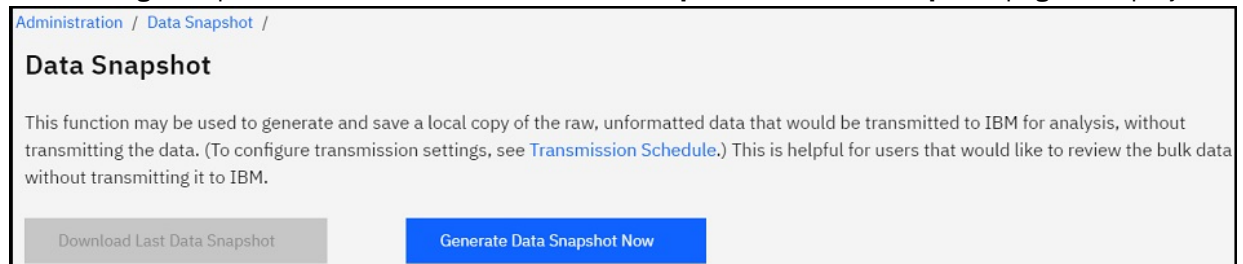 Administration / Data Snapshot /
Data Snapshot
This function may be used to generate and save a local copy of the raw, unformatted data that would be transmitted to IBM for analysis, without
transmitting the data. (To configure transmission settings, see Transmission Schedule.) This is helpful for users that would like to review the bulk data
without transmitting it to IBM.
Download Last Data Snapshot Generate Data Snapshot Now